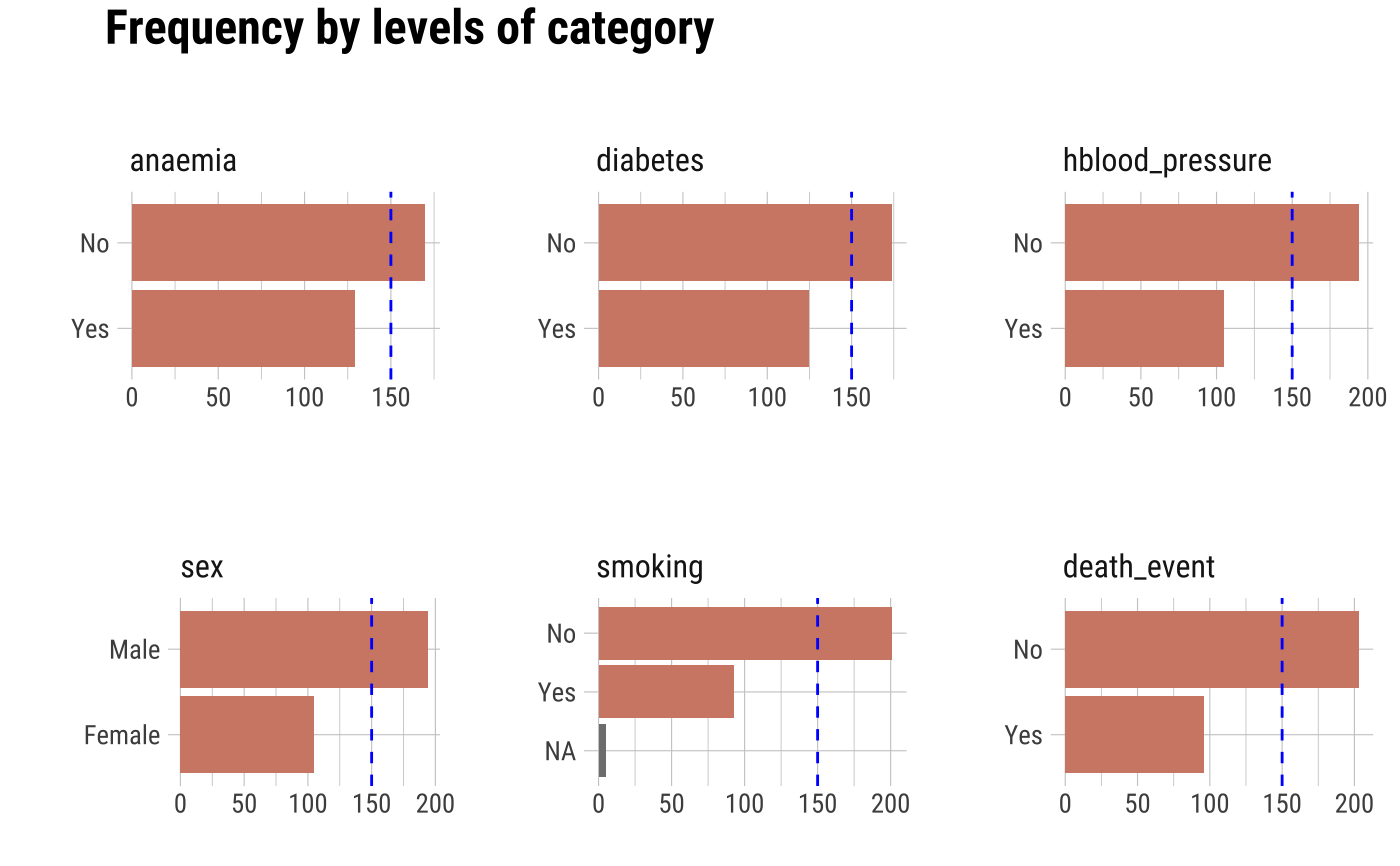 Frequency by levels of category
anaemia
No
Yes
0 50 100 150
diabetes
No
Yes
0 50 100 150
hblood_pressure
No
Yes
0 50 100 150 200
sex
Male
Female
0 50 100 150 200
smoking
No
Yes
NA
0 50 100 150 200
death_event
No
Yes
0 50 100 150 200